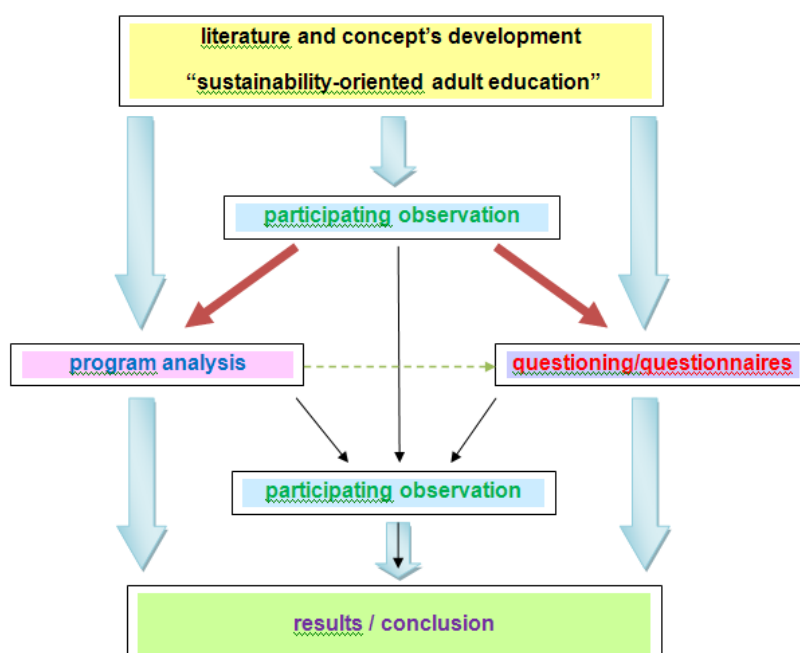 literature and concept’s development
“sustainability-oriented adult education”
participating observation
program analysis
questioning/questionnaires
participating observation
results / conclusion